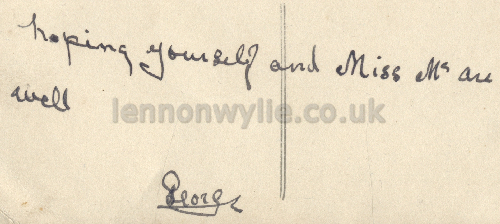 hoping yourself and Miss Mc are
well
lennonwylie.co.uk
George